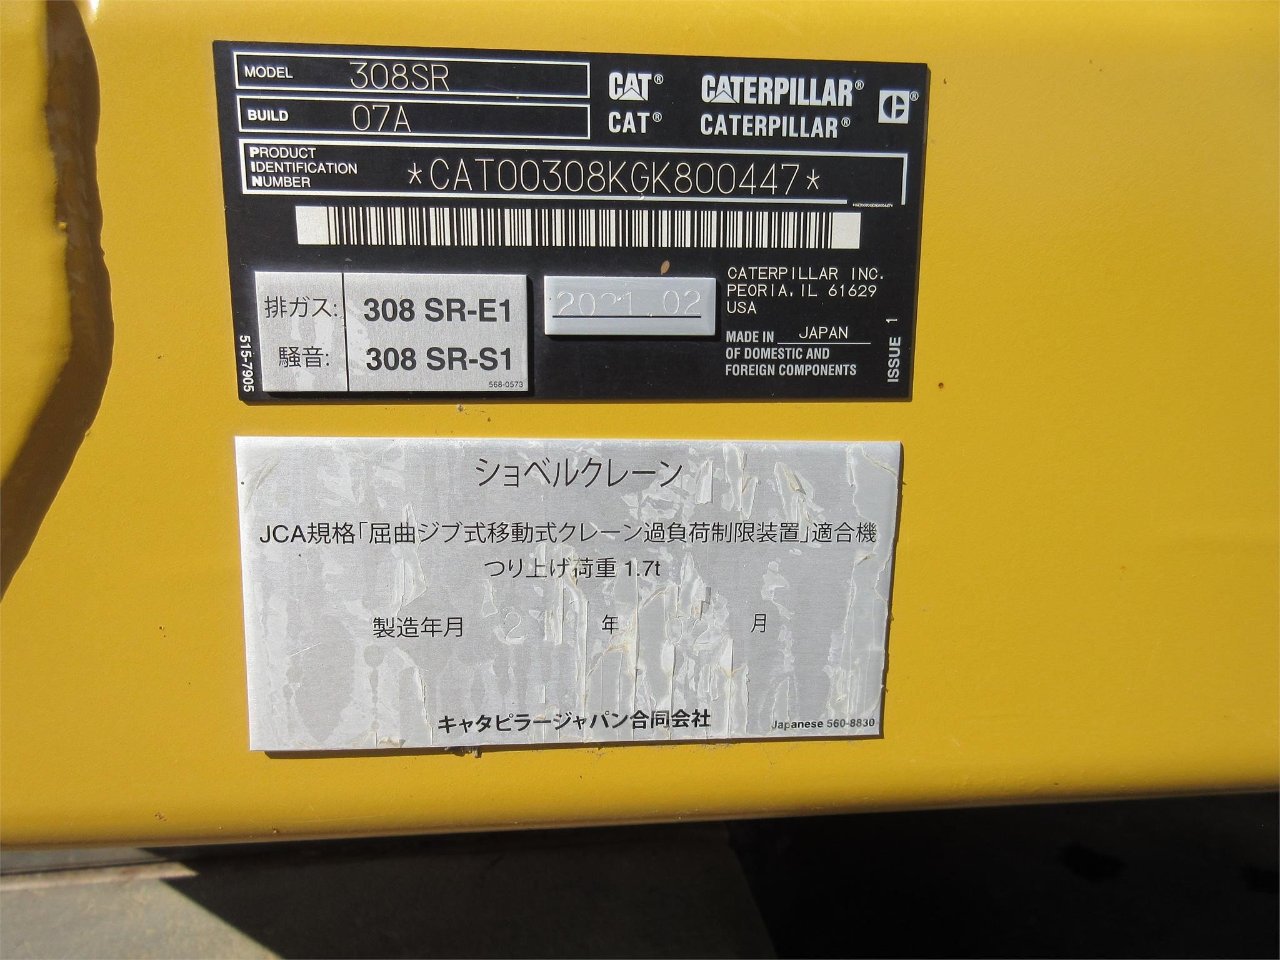 MODEL 308SR
BUILD 07A
CAT® CATERPILLAR® ®
CAT® CATERPILLAR®
PRODUCT
IDENTIFICATION
NUMBER
*CAT00308KGK800447*
排ガス: 308 SR-E1
騒音: 308 SR-S1
568-0573
515-7905
2021.02
CATERPILLAR INC.
PEORIA, IL 61629
USA
MADE IN JAPAN
OF DOMESTIC AND
FOREIGN COMPONENTS
ISSUE 1
ショベルクレーン
JCA規格「屈曲ジブ式移動式クレーン過負荷制限装置」適合機
つり上げ荷重 1.7t
製造年月 年 月
キャタピラージャパン合同会社
Japanese 560-8830